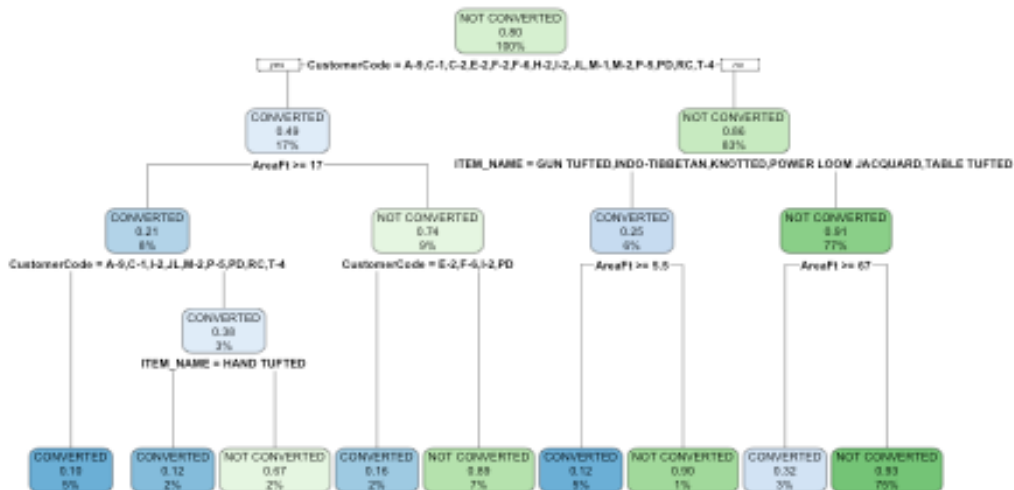 NOT CONVERTED
0.80
100%
yes
CustomerCode = A-9,C-1,C-2,E-2,F-2,F-6,H-2,I-2,JL,M-1,M-2,P-5,PD,RC,T-4
no
CONVERTED
0.49
17%
NOT CONVERTED
0.86
83%
AreaFt >= 17
ITEM_NAME = GUN TUFTED,INDO-TIBBETAN,KNOTTED,POWER LOOM JACQUARD,TABLE TUFTED
CONVERTED
0.21
8%
NOT CONVERTED
0.74
9%
CONVERTED
0.25
6%
NOT CONVERTED
0.91
77%
CustomerCode = A-9,C-1,I-2,JL,M-2,P-5,PD,RC,T-4
CustomerCode = E-2,F-6,I-2,PD
AreaFt >= 5.5
AreaFt >= 67
CONVERTED
0.38
3%
ITEM_NAME = HAND TUFTED
CONVERTED
0.10
5%
CONVERTED
0.12
2%
NOT CONVERTED
0.67
2%
CONVERTED
0.16
2%
NOT CONVERTED
0.89
7%
CONVERTED
0.12
5%
NOT CONVERTED
0.90
1%
CONVERTED
0.32
3%
NOT CONVERTED
0.93
75%